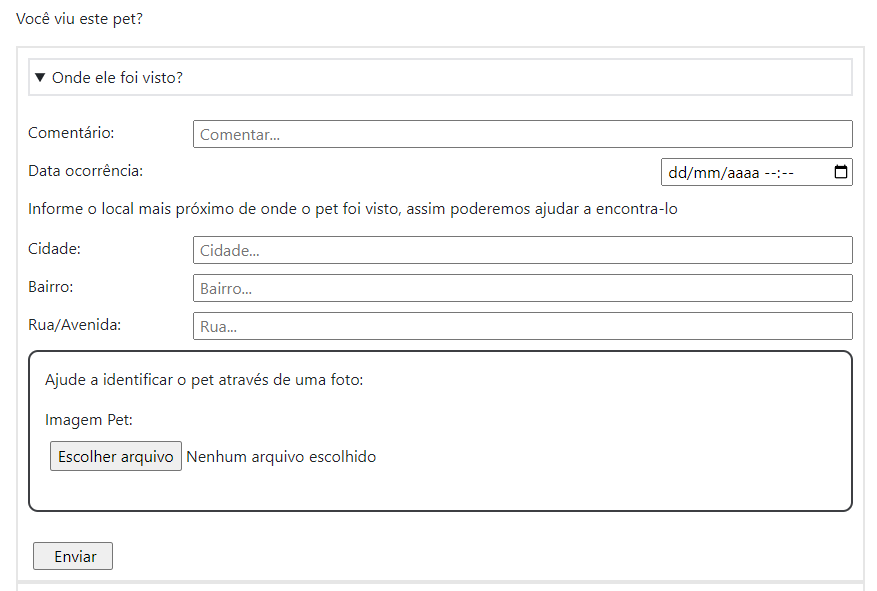 Você viu este pet?
▼ Onde ele foi visto?
Comentário: Comentar...
Data ocorrência: dd/mm/aaaa --:--
Informe o local mais próximo de onde o pet foi visto, assim poderemos ajudar a encontra-lo
Cidade: Cidade...
Bairro: Bairro...
Rua/Avenida: Rua...
Ajude a identificar o pet através de uma foto:
Imagem Pet:
Escolher arquivo Nenhum arquivo escolhido
Enviar